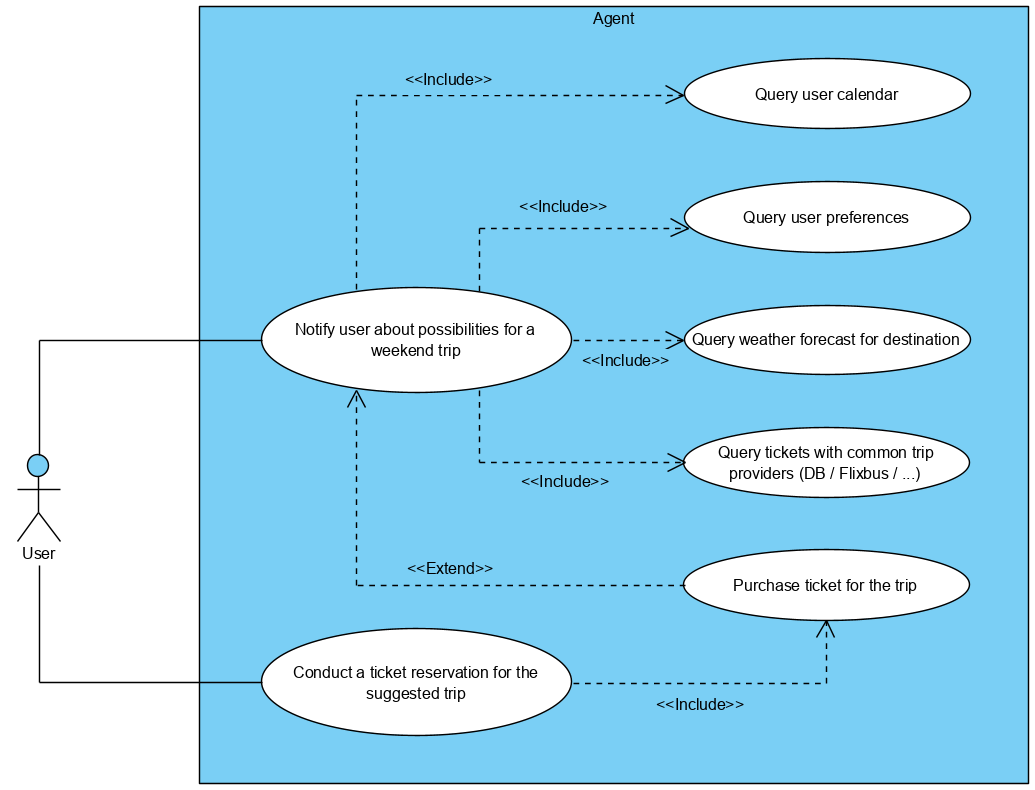 Agent
<<Include>>
Query user calendar
<<Include>>
Query user preferences
Notify user about possibilities for a
weekend trip
<<Include>>
Query weather forecast for destination
Query tickets with common trip
providers (DB / Flixbus / ...)
<<Include>>
User
<<Extend>>
Purchase ticket for the trip
Conduct a ticket reservation for the
suggested trip
<<Include>>